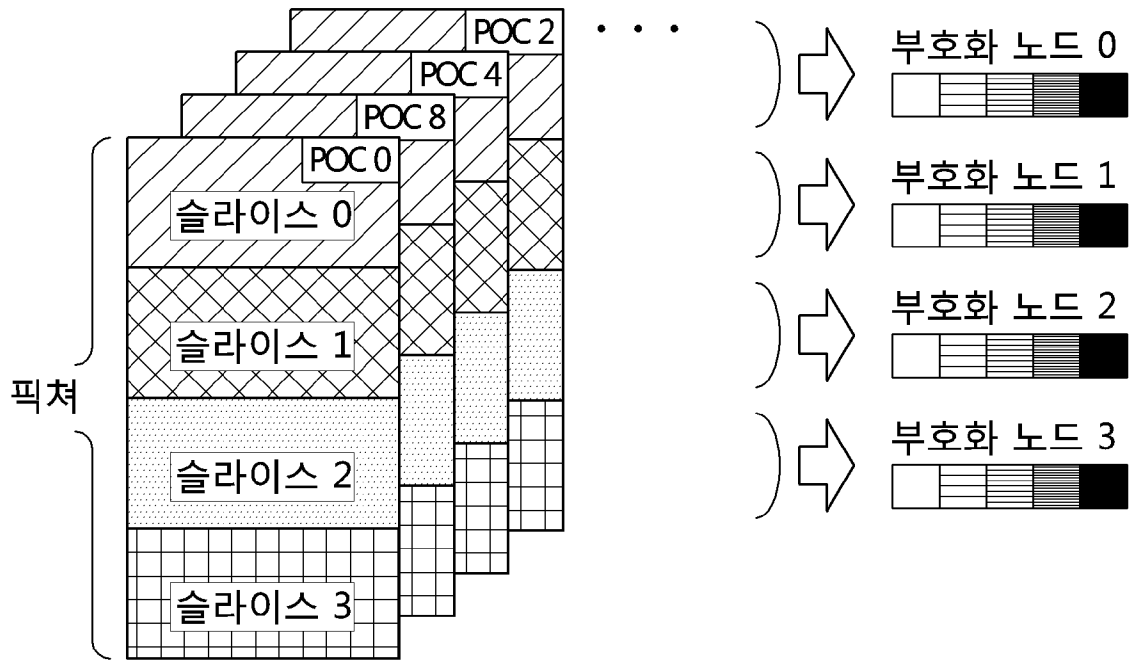 POC 2
POC 4
POC 8
POC 0
슬라이스 0
슬라이스 1
슬라이스 2
슬라이스 3
픽쳐
부호화 노드 0
부호화 노드 1
부호화 노드 2
부호화 노드 3